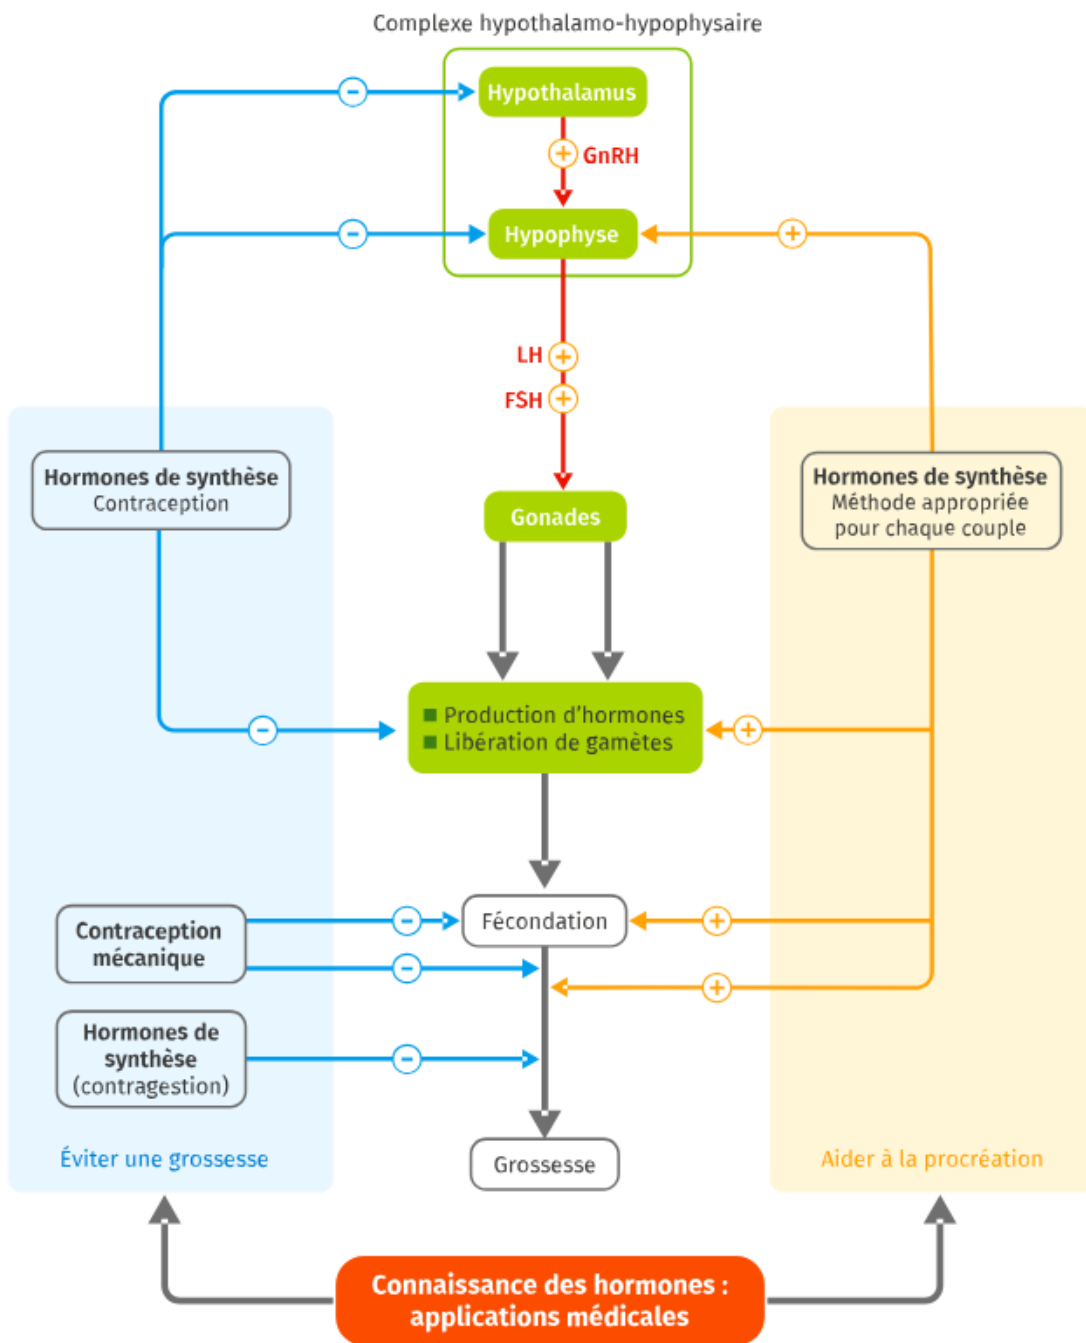 Complexe hypothalamo-hypophysaire
Hypothalamus
−
+
GnRH
−
Hypophyse
+
LH
+
FSH
+
Hormones de synthèse
Contraception
Hormones de synthèse
Méthode appropriée
pour chaque couple
Gonades
■ Production d’hormones
■ Libération de gamètes
−
+
Contraception
mécanique
−
−
Fécondation
+
+
Hormones de
synthèse
(contragestion)
−
Éviter une grossesse
Grossesse
Aider à la procréation
Connaissance des hormones :
applications médicales